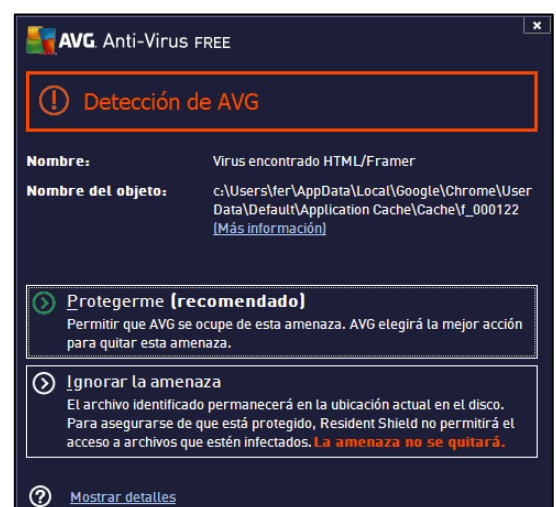 AVG. Anti-Virus FREE
x
! Detección de AVG
Nombre: Virus encontrado HTML/Framer
Nombre del objeto: c:\Users\fer\AppData\Local\Google\Chrome\User
Data\Default\Application Cache\Cache\f_000122
(Más información)
Protegerme (recomendado)
Permitir que AVG se ocupe de esta amenaza. AVG elegirá la mejor acción
para quitar esta amenaza.
Ignorar la amenaza
El archivo identificado permanecerá en la ubicación actual en el disco.
Para asegurarse de que está protegido, Resident Shield no permitirá el
acceso a archivos que estén infectados. La amenaza no se quitará.
? Mostrar detalles